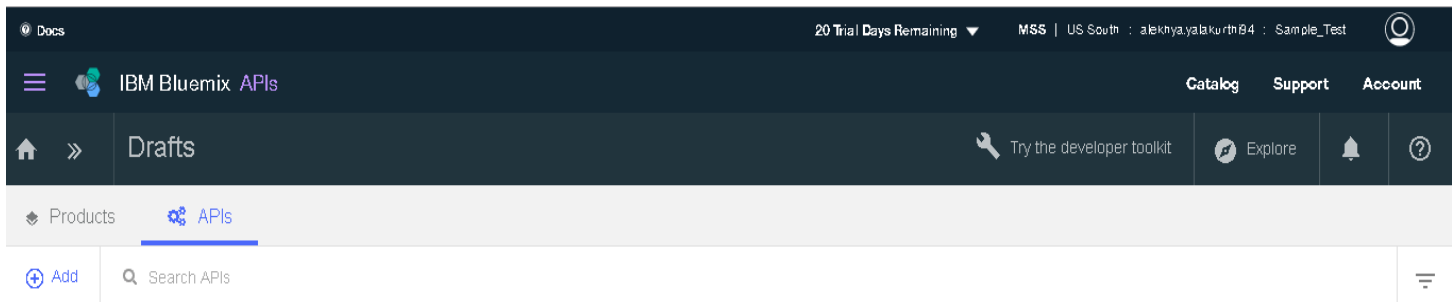 Docs 20 Trial Days Remaining MSS | US South : alekhya.yalakurthi94 : Sample_Test
IBM Bluemix APIs Catalog Support Account
Drafts Try the developer toolkit Explore
Products APIs
Add Search APIs